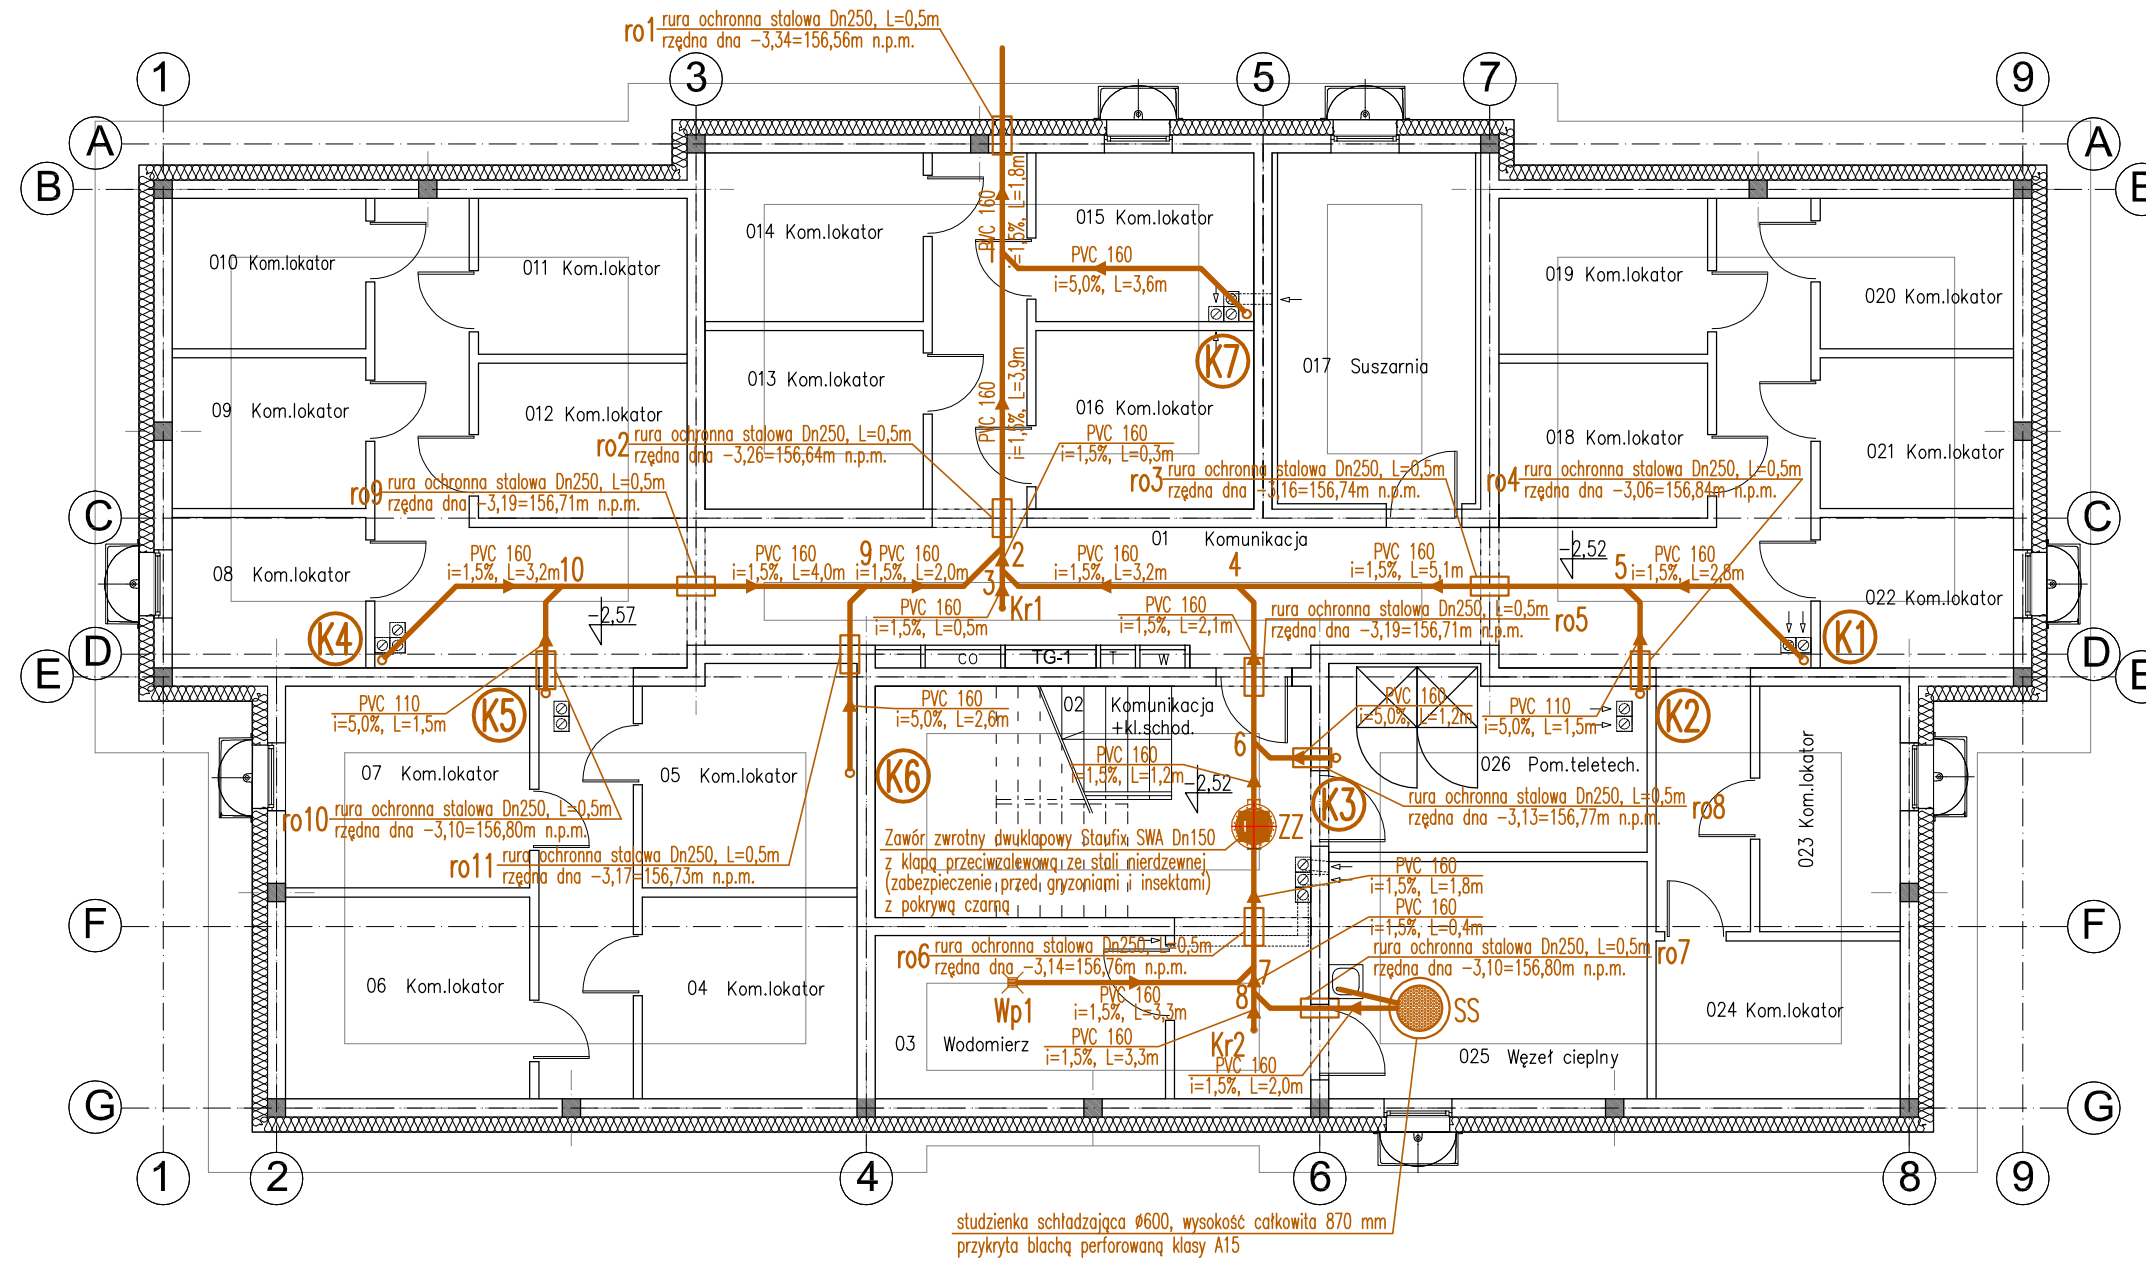 ro1
rura ochronna stalowa Dn250, L=0,5m
rzędna dna -3,34=156,56m n.p.m.
1
3
5
7
9
A
A
B
PVC 160
i=1,5%, L=1,8m
1
010 Kom.lokator
011 Kom.lokator
014 Kom.lokator
015 Kom.lokator
PVC 160
i=5,0%, L=3,6m
K7
019 Kom.lokator
020 Kom.lokator
09 Kom.lokator
012 Kom.lokator
013 Kom.lokator
016 Kom.lokator
017 Suszarnia
018 Kom.lokator
021 Kom.lokator
PVC 160
i=1,5%, L=3,9m
ro2
rura ochronna stalowa Dn250, L=0,5m
rzędna dna -3,26=156,64m n.p.m.
PVC 160
i=1,5%, L=0,3m
ro3
rura ochronna stalowa Dn250, L=0,5m
rzędna dna -3,16=156,74m n.p.m.
ro4
rura ochronna stalowa Dn250, L=0,5m
rzędna dna -3,06=156,84m n.p.m.
ro9
rura ochronna stalowa Dn250, L=0,5m
rzędna dna -3,19=156,71m n.p.m.
C
C
01 Komunikacja
08 Kom.lokator
PVC 160
i=1,5%, L=3,2m
10
PVC 160
i=1,5%, L=4,0m
9
PVC 160
i=1,5%, L=2,0m
2
3
Kr1
PVC 160
i=1,5%, L=3,2m
4
PVC 160
i=1,5%, L=5,1m
-2,52
5
PVC 160
i=1,5%, L=2,8m
022 Kom.lokator
-2,57
PVC 160
i=1,5%, L=0,5m
PVC 160
i=1,5%, L=2,1m
rura ochronna stalowa Dn250, L=0,5m
rzędna dna -3,19=156,71m n.p.m.
ro5
K4
K1
D
D
E
CO
TG-1
T
W
PVC 110
i=5,0%, L=1,5m
K5
PVC 160
i=5,0%, L=2,6m
02 Komunikacja
+kl.schod.
PVC 160
i=5,0%, L=1,2m
PVC 110
i=5,0%, L=1,5m
K2
6
PVC 160
i=1,5%, L=1,2m
-2,52
026 Pom.teletech.
023 Kom.lokator
07 Kom.lokator
05 Kom.lokator
K6
K3
ro10
rura ochronna stalowa Dn250, L=0,5m
rzędna dna -3,10=156,80m n.p.m.
rura ochronna stalowa Dn250, L=0,5m
rzędna dna -3,13=156,77m n.p.m.
ro8
ZZ
Zawór zwrotny dwuklapowy Staufix SWA Dn150
z klapą przeciwzalewową ze stali nierdzewnej
(zabezpieczenie przed gryzoniami i insektami)
z pokrywą czarną
ro11
rura ochronna stalowa Dn250, L=0,5m
rzędna dna -3,17=156,73m n.p.m.
PVC 160
i=1,5%, L=1,8m
PVC 160
i=1,5%, L=0,4m
F
F
ro6
rura ochronna stalowa Dn250, L=0,5m
rzędna dna -3,14=156,76m n.p.m.
rura ochronna stalowa Dn250, L=0,5m
rzędna dna -3,10=156,80m n.p.m.
ro7
06 Kom.lokator
04 Kom.lokator
7
8
Wp1
PVC 160
i=1,5%, L=3,3m
SS
024 Kom.lokator
03 Wodomierz
PVC 160
i=1,5%, L=3,3m
Kr2
PVC 160
i=1,5%, L=2,0m
025 Węzeł cieplny
G
G
1
2
4
6
8
9
studzienka schładzająca Ø600, wysokość całkowita 870 mm
przykryta blachą perforowaną klasy A15